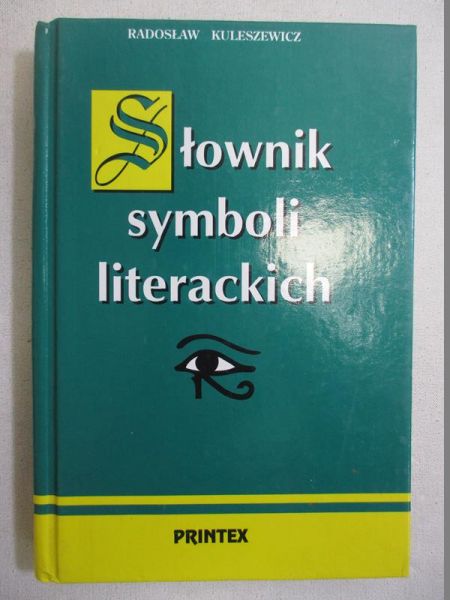 RADOSŁAW KULESZEWICZ
Słownik
symboli
literackich
PRINTEX